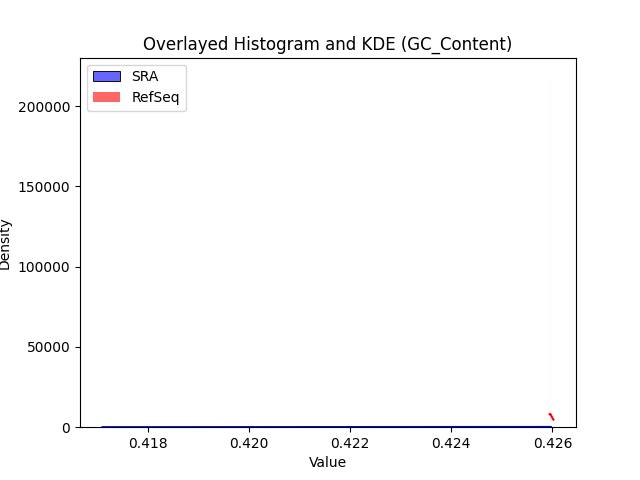 Overlayed Histogram and KDE (GC_Content)
SRA
RefSeq
200000
150000
100000
50000
0
Density
0.418 0.420 0.422 0.424 0.426
Value